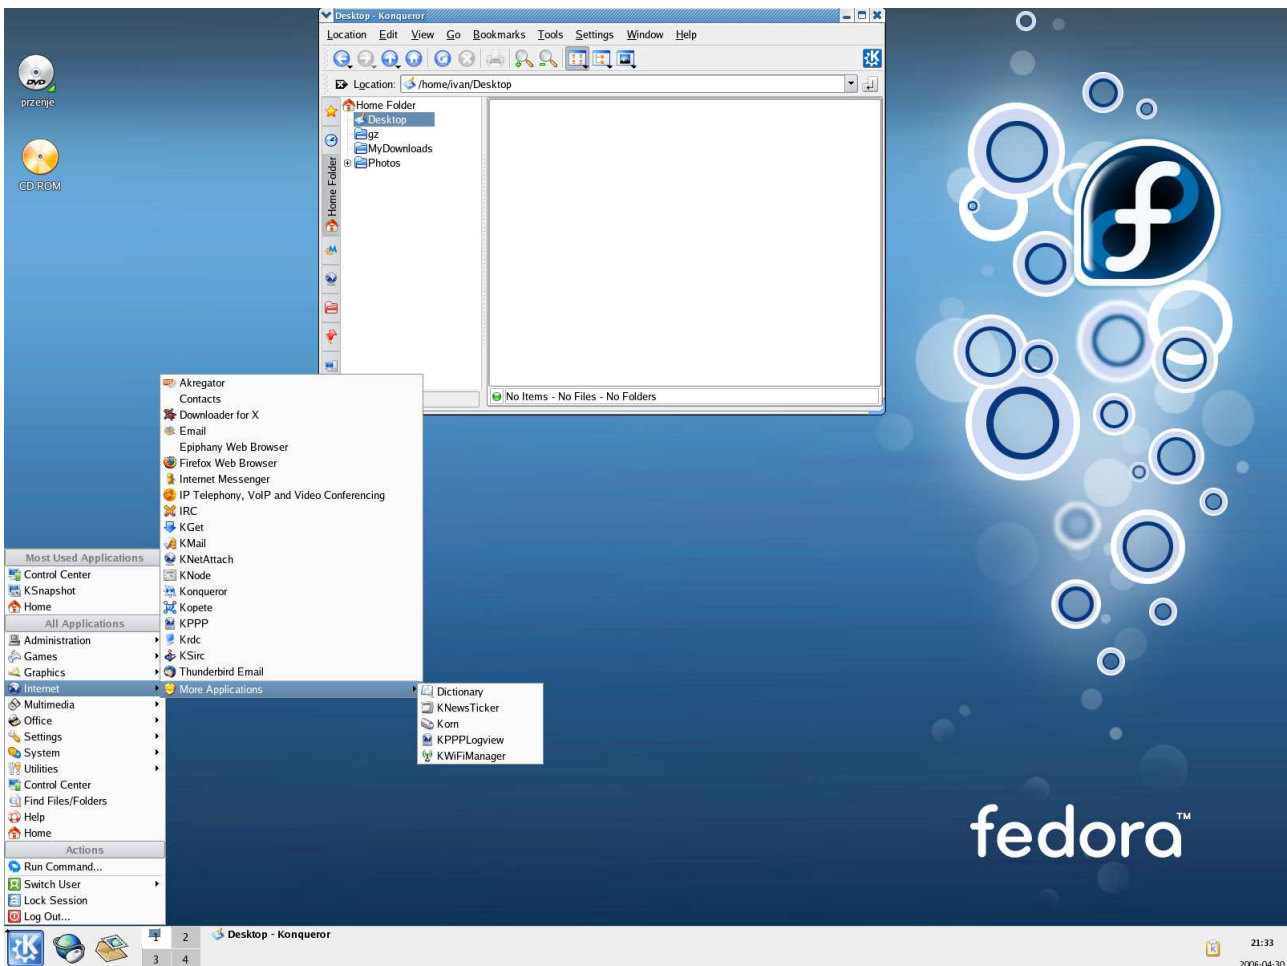 Desktop - Konqueror
Location Edit View Go Bookmarks Tools Settings Window Help
Location: /home/ivan/Desktop
Home Folder
Desktop
gz
MyDownloads
Photos
Home Folder
No Items - No Files - No Folders
DVD
przenje
CD ROM
f
fedora™
Akregator
Contacts
Downloader for X
Email
Epiphany Web Browser
Firefox Web Browser
Internet Messenger
IP Telephony, VoIP and Video Conferencing
IRC
KGet
KMail
KNetAttach
KNode
Konqueror
Kopete
KPPP
Krdc
KSirc
Thunderbird Email
More Applications
Dictionary
KNewsTicker
Korn
KPPPLogview
KWiFiManager
Most Used Applications
Control Center
KSnapshot
Home
All Applications
Administration
Games
Graphics
Internet
Multimedia
Office
Settings
System
Utilities
Control Center
Find Files/Folders
Help
Home
Actions
Run Command...
Switch User
Lock Session
Log Out...
1 2
3 4
Desktop - Konqueror
21:33
2006-04-30